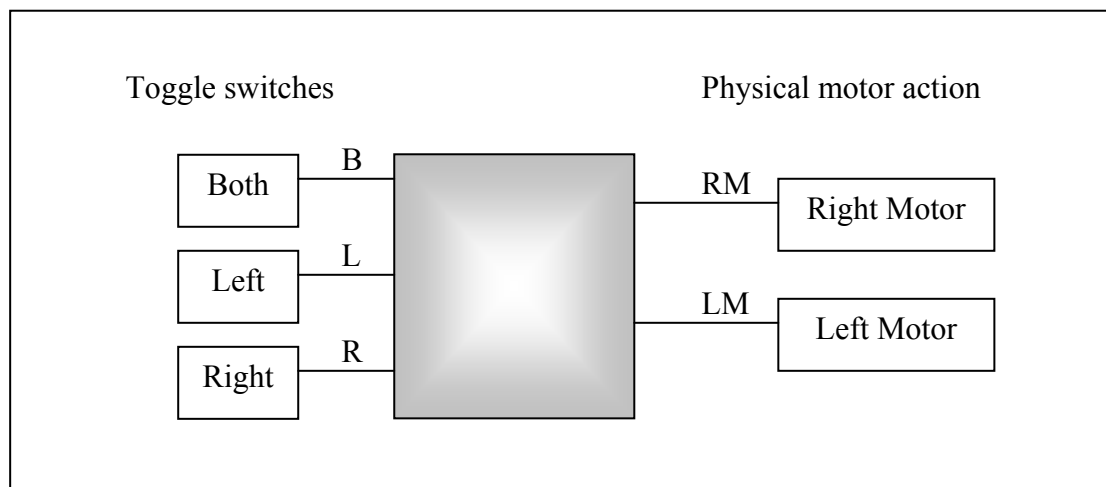 Toggle switches
Physical motor action
Both
B
Left
L
Right
R
RM
Right Motor
LM
Left Motor